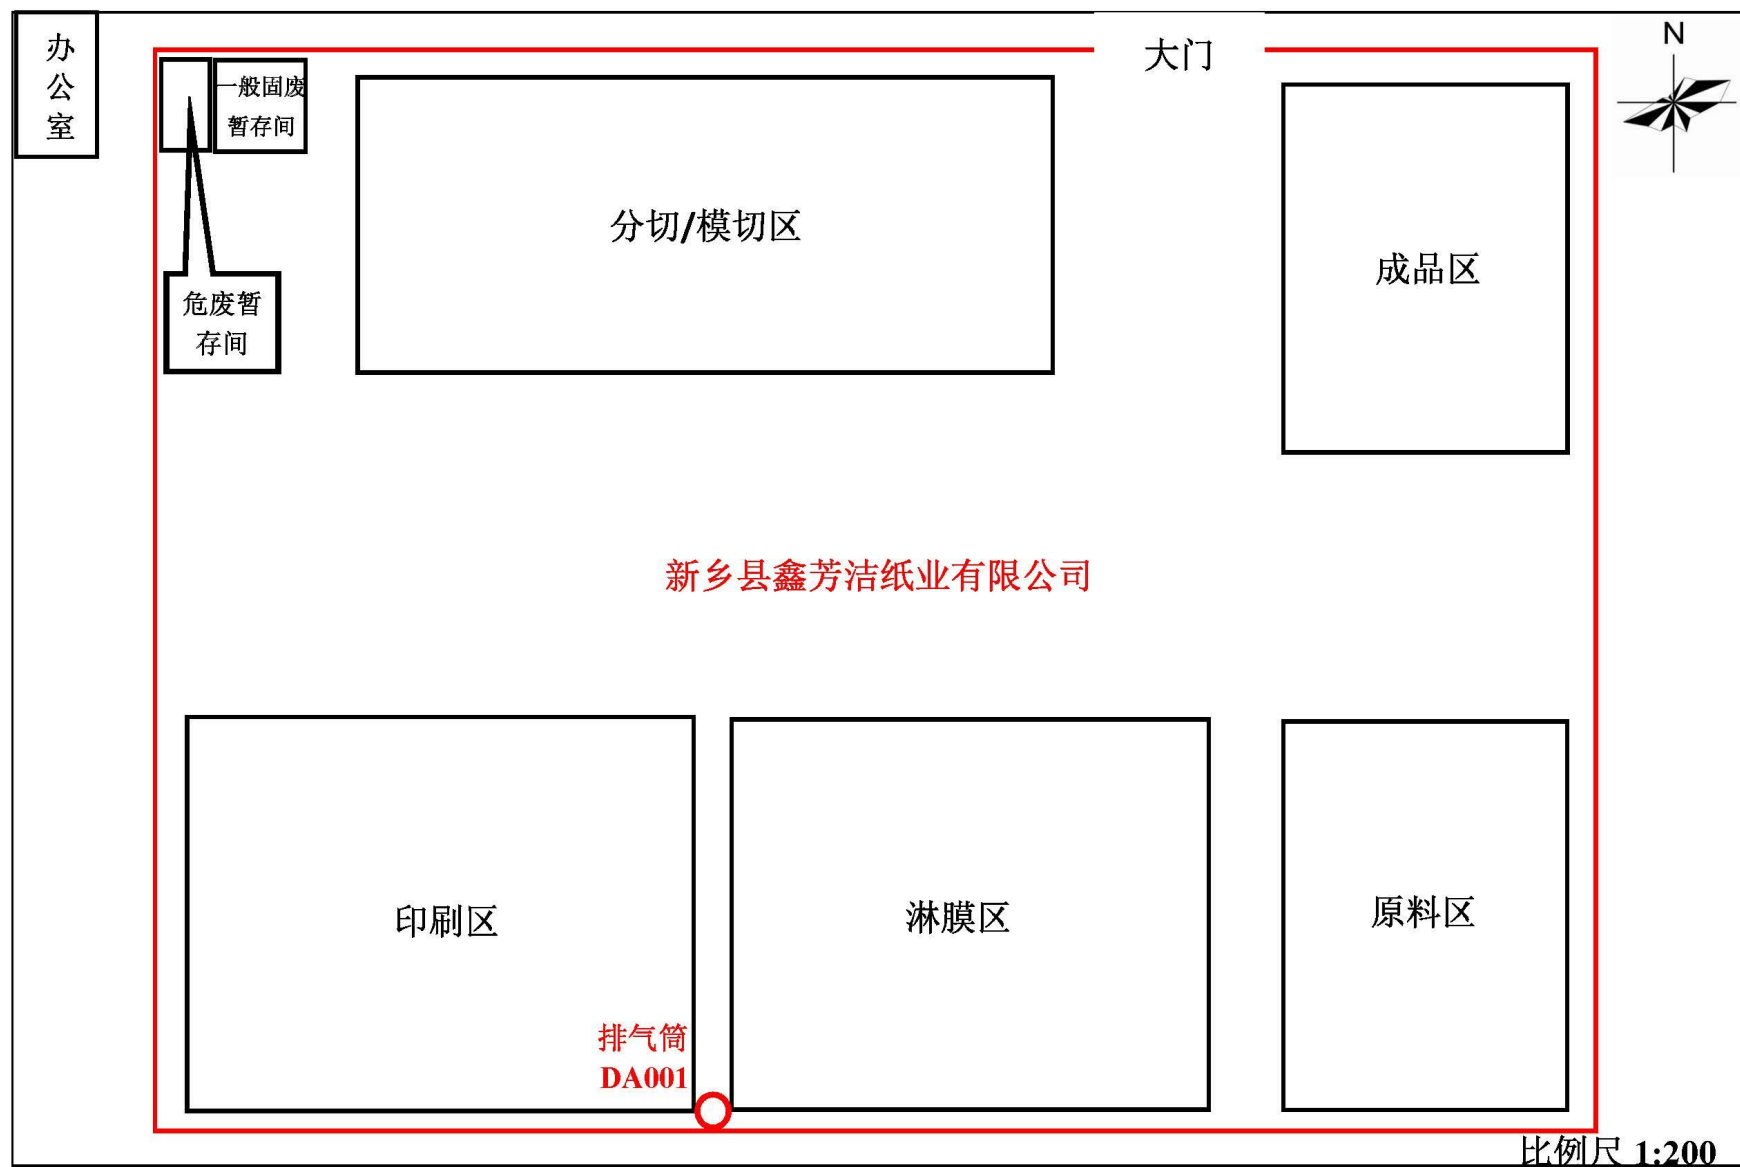 办
公
室
大门
N
一般固废
暂存间
分切/模切区
成品区
危废暂
存间
新乡县鑫芳洁纸业有限公司
印刷区
淋膜区
原料区
排气筒
DA001
比例尺 1:200